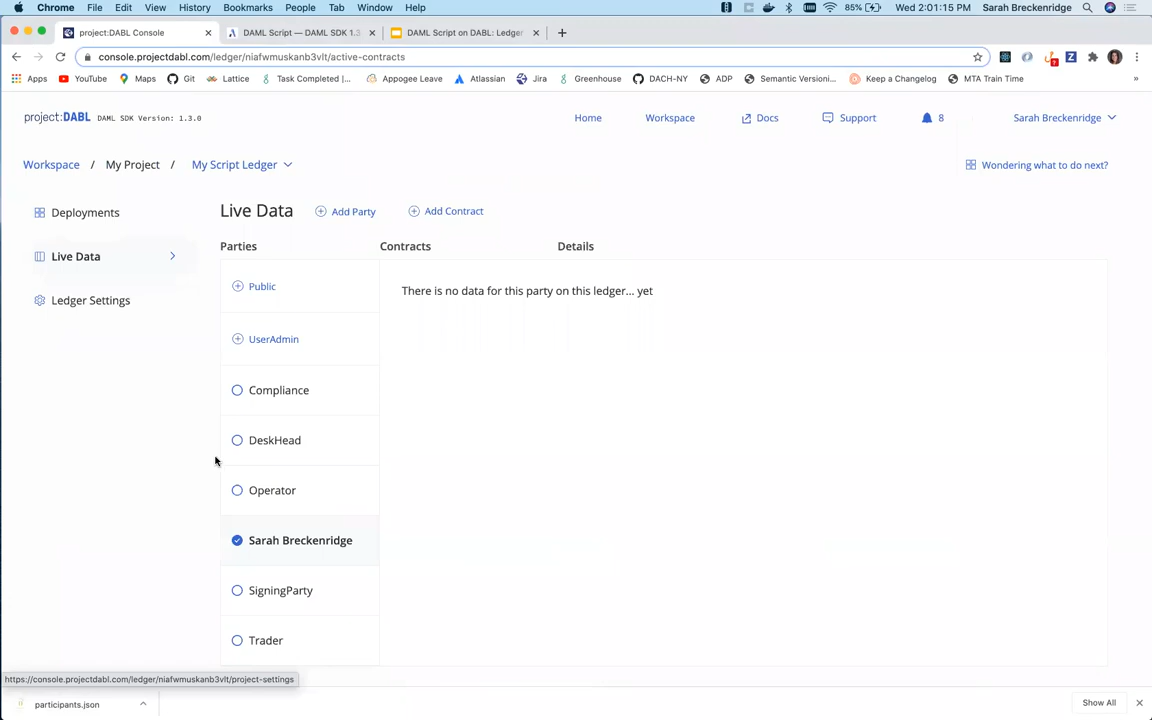 Chrome File Edit View History Bookmarks People Tab Window Help 85% Wed 2:01:15 PM Sarah Breckenridge
project:DABL Console DAML Script — DAML SDK 1.3. DAML Script on DABL: Ledger
console.projectdabl.com/ledger/niafwmuskanb3vlt/active-contracts
Apps YouTube Maps Git Lattice Task Completed |... Appogee Leave Atlassian Jira Greenhouse DACH-NY ADP Semantic Versioni... Keep a Changelog MTA Train Time »
project:DABL DAML SDK Version: 1.3.0 Home Workspace Docs Support 8 Sarah Breckenridge
Workspace / My Project / My Script Ledger Wondering what to do next?
Deployments
Live Data
Ledger Settings
Live Data Add Party Add Contract
Parties Contracts Details
Public
There is no data for this party on this ledger... yet
UserAdmin
Compliance
DeskHead
Operator
Sarah Breckenridge
SigningParty
Trader
https://console.projectdabl.com/ledger/niafwmuskanb3vlt/project-settings
participants.json Show All